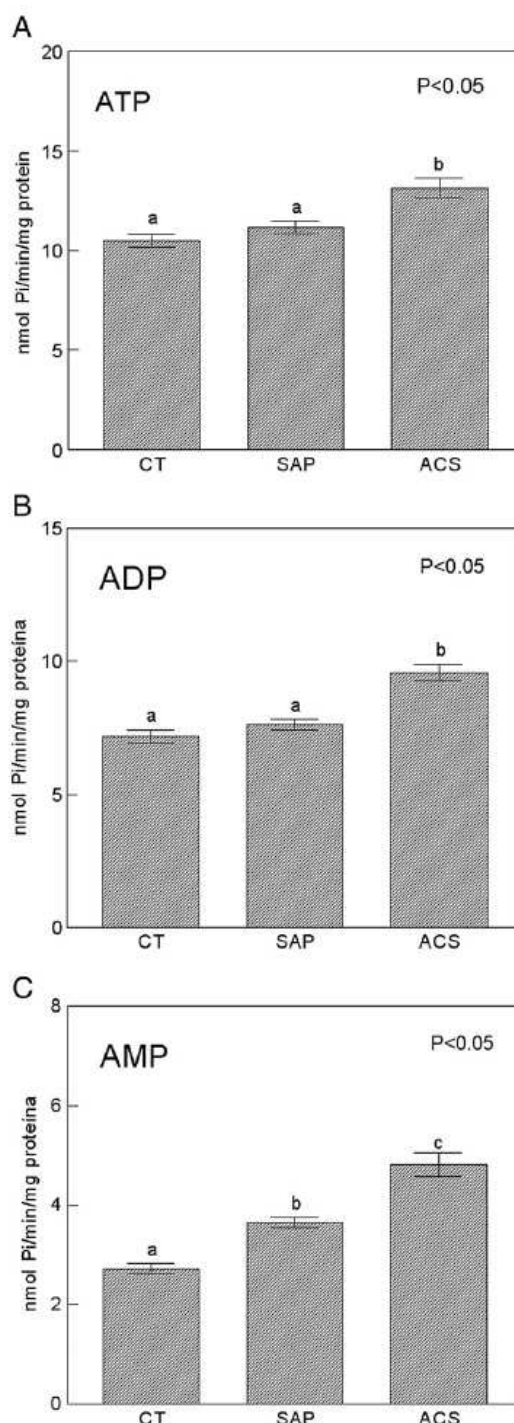 A
20
ATP
P<0.05
15
b
a
a
10
5
0
nmol Pi/min/mg protein
CT SAP ACS
B
15
ADP
P<0.05
b
10
a
a
5
0
nmol Pi/min/mg proteina
CT SAP ACS
C
8
AMP
P<0.05
6
c
b
4
a
2
0
nmol Pi/min/mg proteina
CT SAP ACS